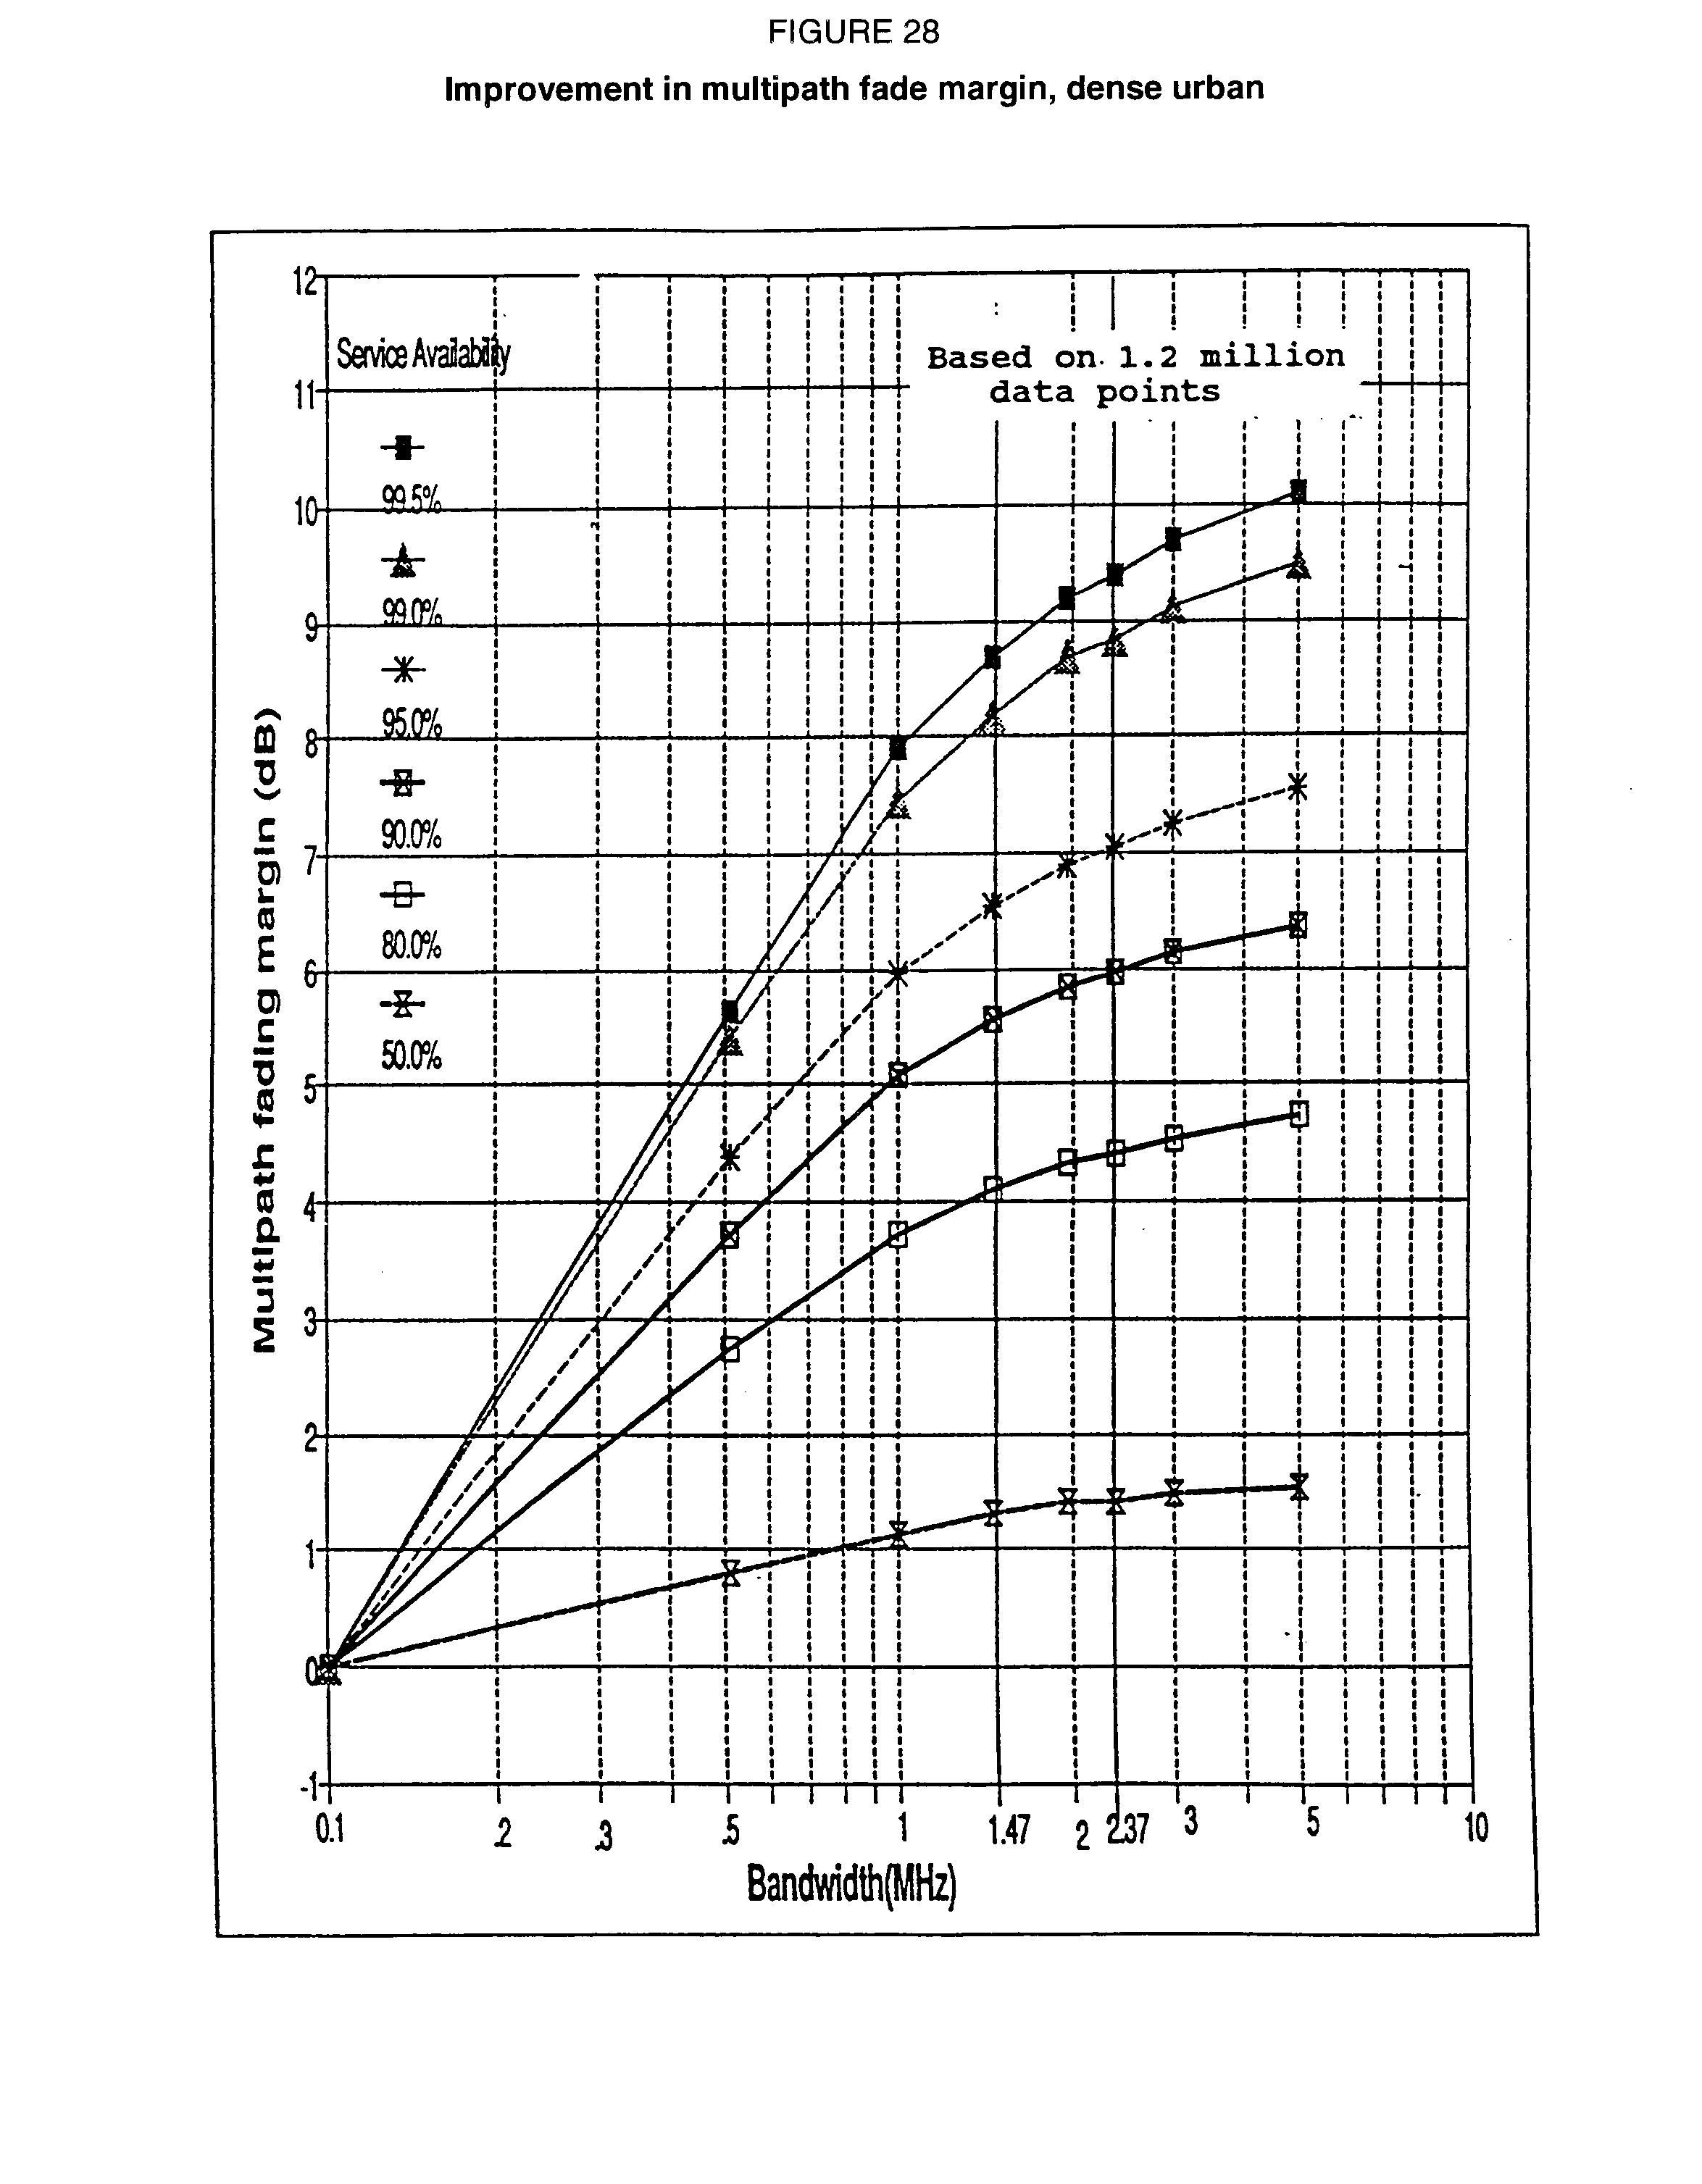 FIGURE 28
Improvement in multipath fade margin, dense urban
12
11
10
9
8
7
6
5
4
3
2
1
0
-1
Service Availability
99.5%
99.0%
95.0%
90.0%
80.0%
50.0%
Based on 1.2 million
data points
Multipath fading margin (dB)
0.1 .2 .3 .5 1 1.47 2 2.37 3 5 10
Bandwidth(MHz)